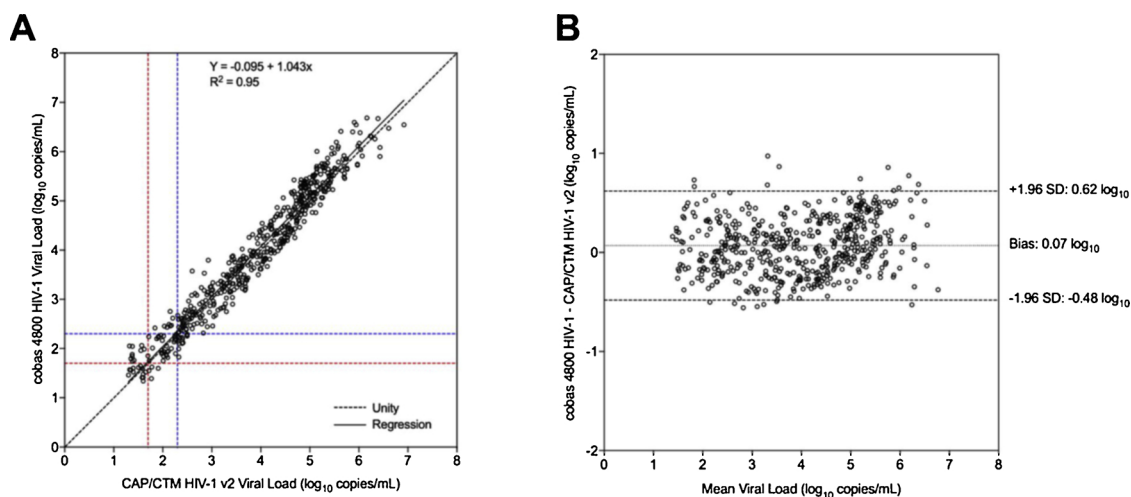 A
8
7
6
5
4
3
2
1
0
cobas 4800 HIV-1 Viral Load (log10 copies/mL)
Y = -0.095 + 1.043x
R2 = 0.95
Unity
Regression
0 1 2 3 4 5 6 7 8
CAP/CTM HIV-1 v2 Viral Load (log10 copies/mL)
B
2
1
0
-1
-2
cobas 4800 HIV-1 - CAP/CTM HIV-1 v2 (log10 copies/mL)
+1.96 SD: 0.62 log10
Bias: 0.07 log10
-1.96 SD: -0.48 log10
0 1 2 3 4 5 6 7 8
Mean Viral Load (log10 copies/mL)